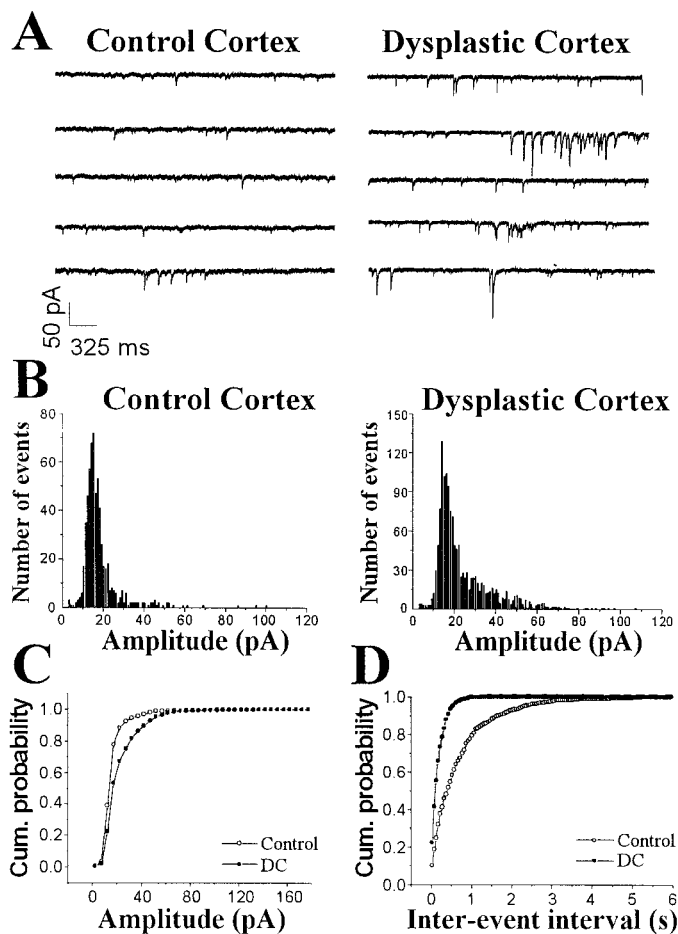 A
Control Cortex Dysplastic Cortex
50 pA
325 ms
B
Control Cortex Dysplastic Cortex
Number of events
80
60
40
20
0
0 20 40 60 80 100 120
Amplitude (pA)
Number of events
150
120
90
60
30
0
0 20 40 60 80 100 120
Amplitude (pA)
C
Cum. probability
1.0
0.8
0.6
0.4
0.2
0.0
Control
DC
0 40 80 120 160
Amplitude (pA)
D
Cum. probability
1.0
0.8
0.6
0.4
0.2
0.0
Control
DC
0 1 2 3 4 5 6
Inter-event interval (s)